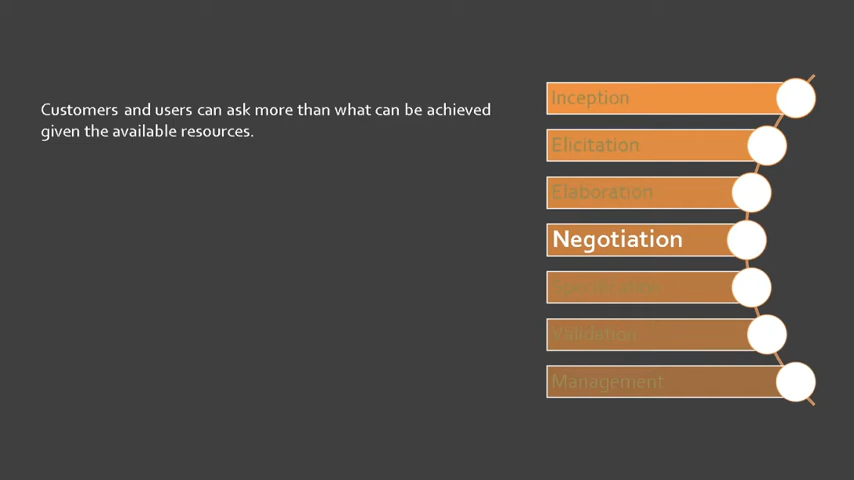 Customers and users can ask more than what can be achieved
given the available resources.
Inception
Elicitation
Elaboration
Negotiation
Specification
Validation
Management